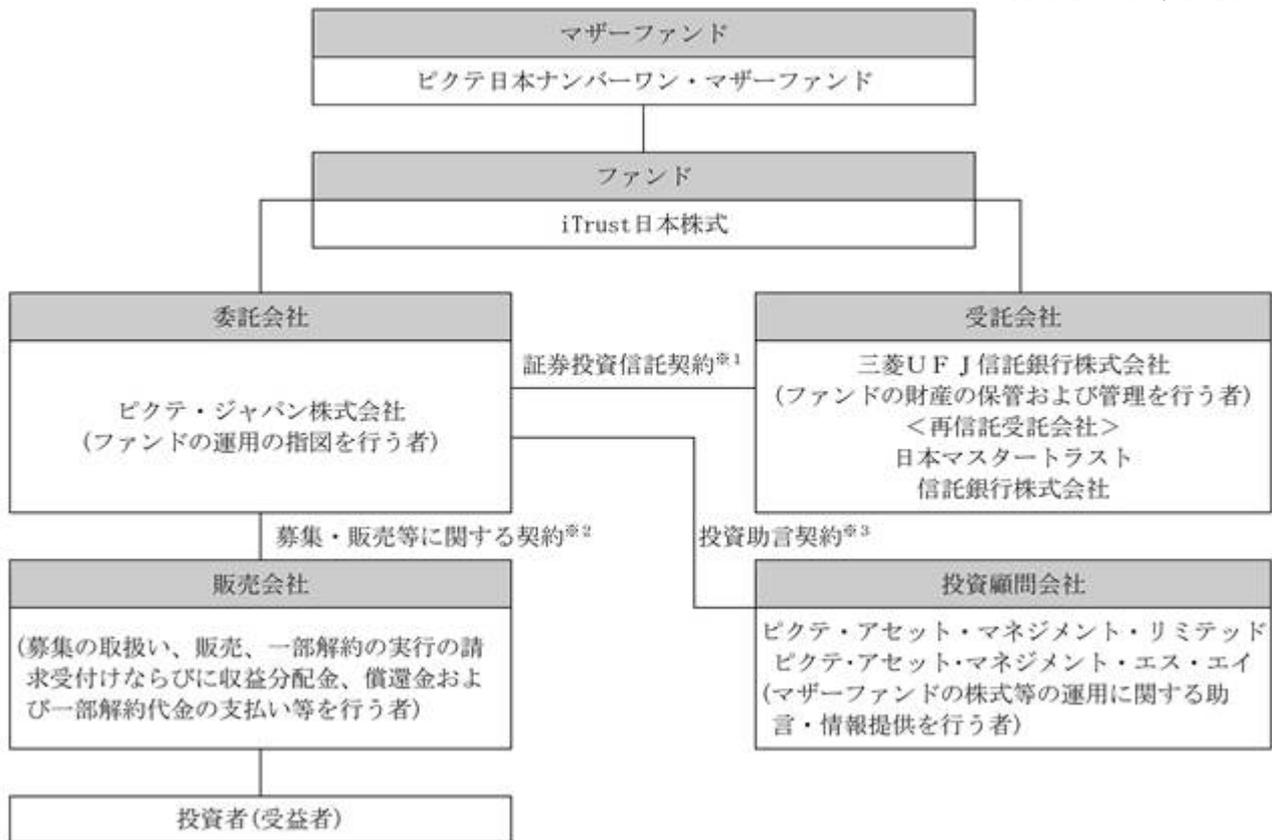 マザーファンド
ピクテ日本ナンバーワン・マザーファンド
ファンド
iTrust日本株式
委託会社
ピクテ・ジャパン株式会社
(ファンドの運用の指図を行う者)
証券投資信託契約※1
受託会社
三菱UFJ信託銀行株式会社
(ファンドの財産の保管および管理を行う者)
<再信託受託会社>
日本マスタートラスト
信託銀行株式会社
募集・販売等に関する契約※2
投資助言契約※3
販売会社
(募集の取扱い、販売、一部解約の実行の請
求受付けならびに収益分配金、償還金およ
び一部解約代金の支払い等を行う者)
投資顧問会社
ピクテ・アセット・マネジメント・リミテッド
ピクテ・アセット・マネジメント・エス・エイ
(マザーファンドの株式等の運用に関する助
言・情報提供を行う者)
投資者(受益者)